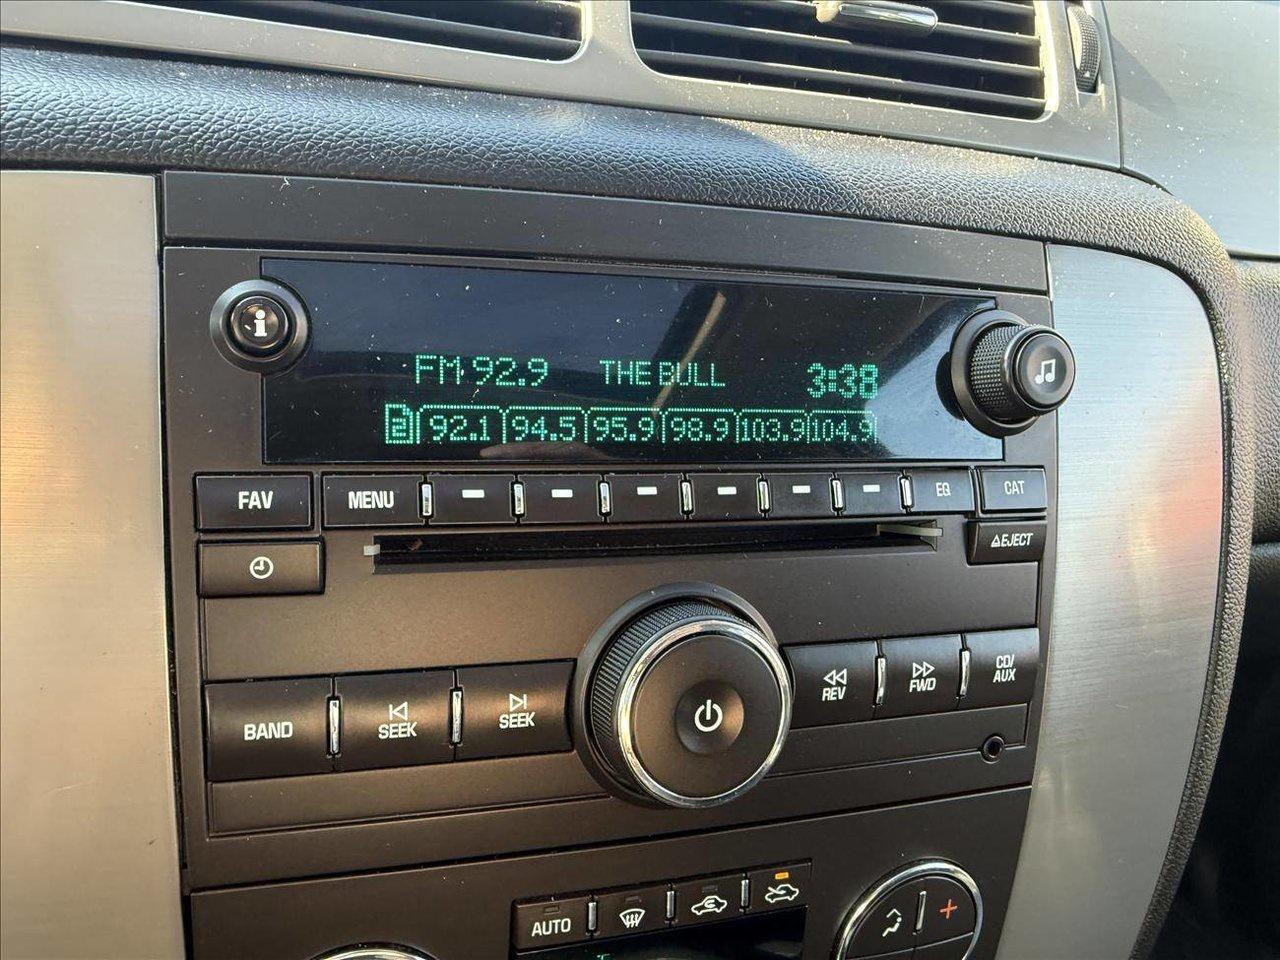 i
FM 92.9 THE BULL 3:38
2 92.1 94.5 95.9 98.9 103.9 104.9
FAV MENU EQ CAT
EJECT
BAND SEEK SEEK REV FWD CD/
AUX
AUTO